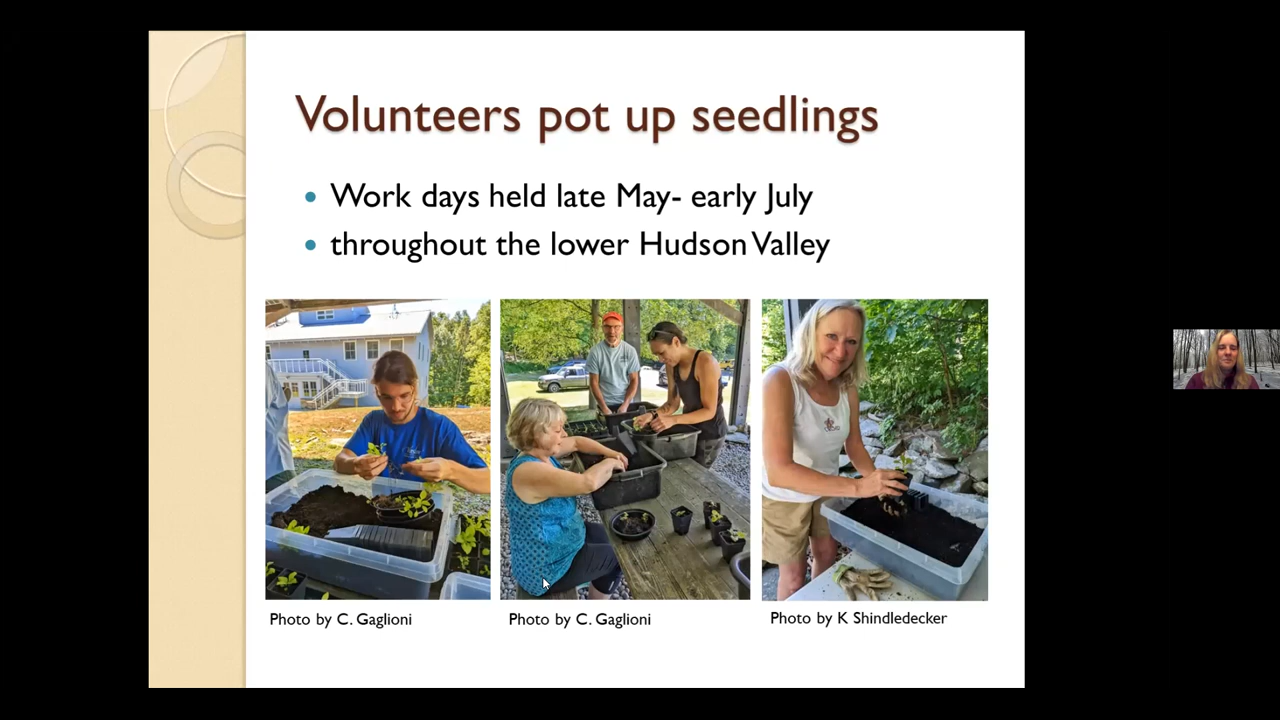 Volunteers pot up seedlings
Work days held late May- early July
throughout the lower Hudson Valley
Photo by C. Gaglioni
Photo by C. Gaglioni
Photo by K Shindledecker